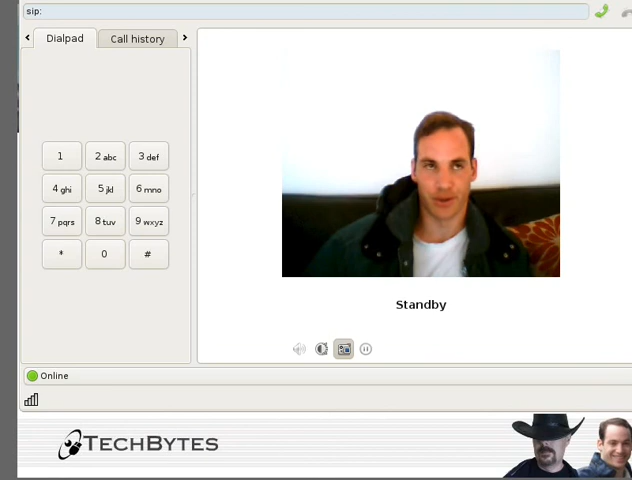 sip:
Dialpad
Call history
1
2 abc
3 def
4 ghi
5 jkl
6 mno
7 pqrs
8 tuv
9 wxyz
*
0
#
Standby
Online
TECHBYTES